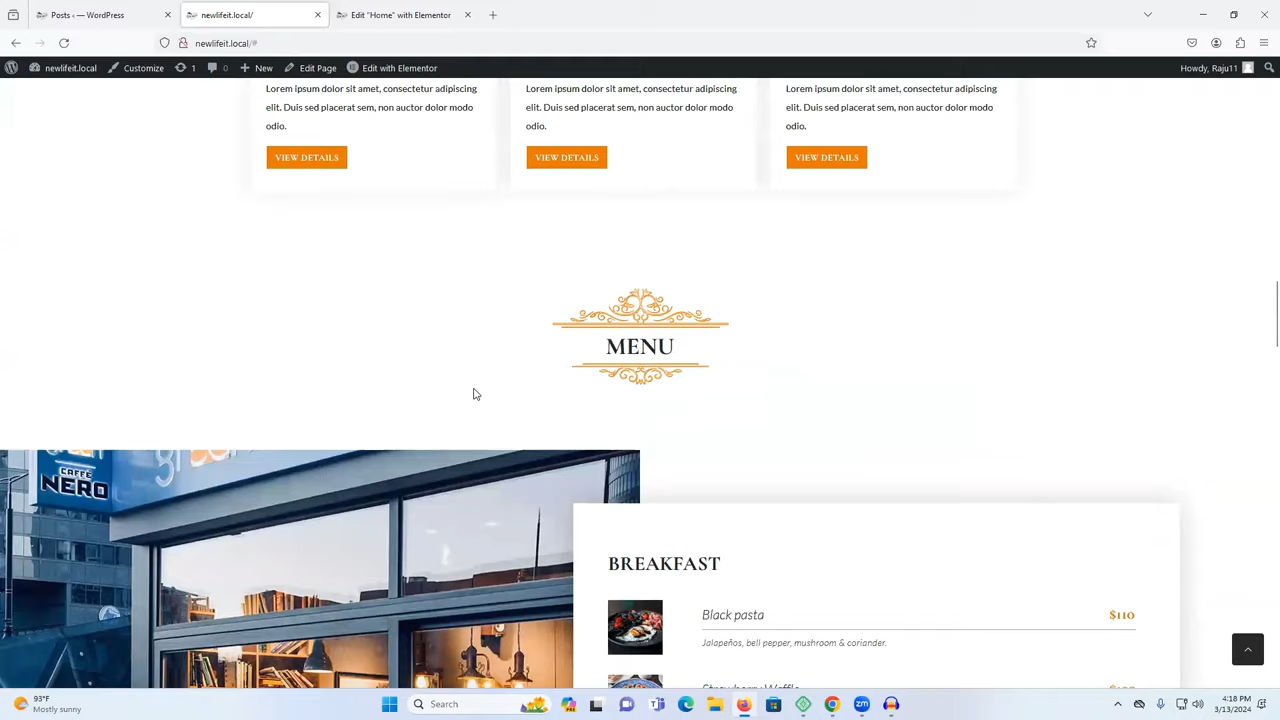 Posts ‹ — WordPress
newlifeit.local/
Edit "Home" with Elementor
newlifeit.local/#
newlifeit.local
Customize
1
0
New
Edit Page
Edit with Elementor
Howdy, Raju11
Lorem ipsum dolor sit amet, consectetur adipiscing
elit. Duis sed placerat sem, non auctor dolor modo
odio.
VIEW DETAILS
Lorem ipsum dolor sit amet, consectetur adipiscing
elit. Duis sed placerat sem, non auctor dolor modo
odio.
VIEW DETAILS
Lorem ipsum dolor sit amet, consectetur adipiscing
elit. Duis sed placerat sem, non auctor dolor modo
odio.
VIEW DETAILS
MENU
CAFFÈ
NERO
BREAKFAST
Black pasta
$110
Jalapeños, bell pepper, mushroom & coriander.
Strawberry Waffle
93°F
Mostly sunny
Search
zm
4:18 PM
3/13/2024